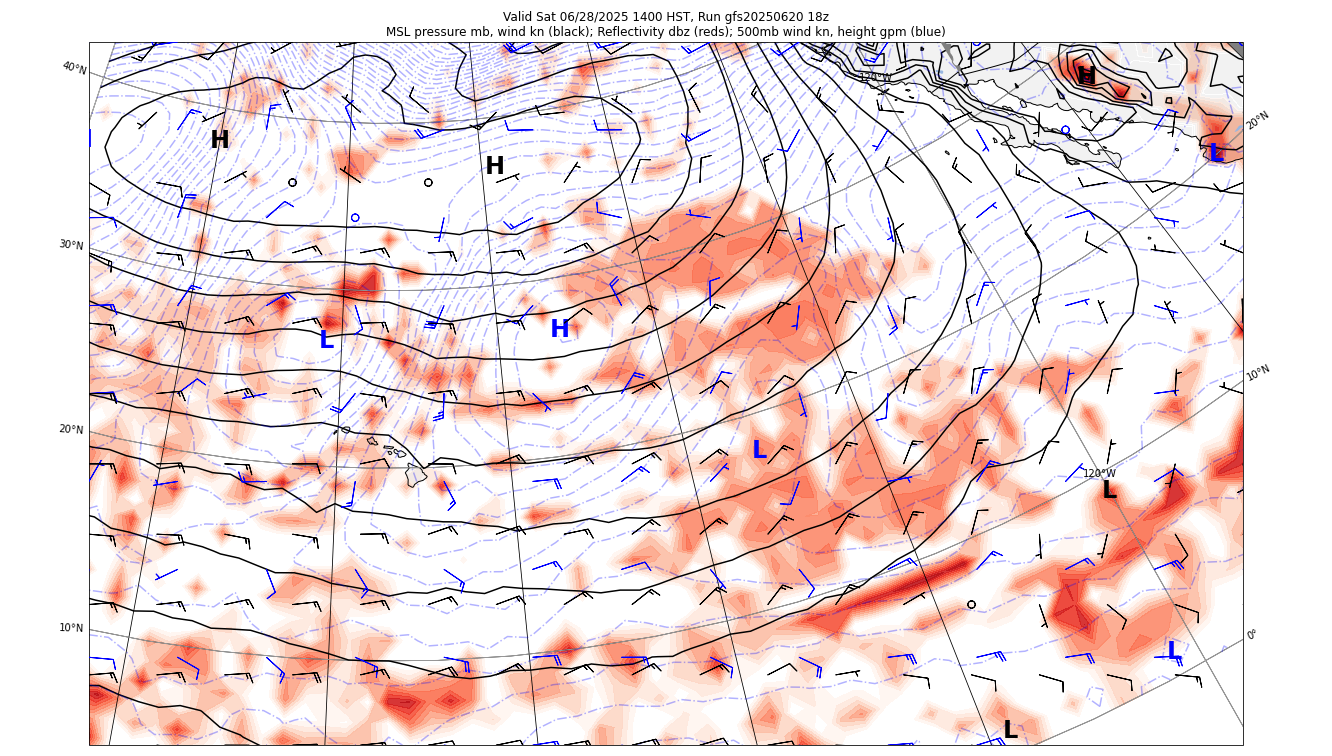 Valid Sat 06/28/2025 1400 HST, Run gfs20250620 18z
MSL pressure mb, wind kn (black); Reflectivity dbz (reds); 500mb wind kn, height gpm (blue)
40°N
120°W
H
20°N
H
L
H
30°N
H
L
10°N
20°N
L
120°W
L
10°N
0°
L
L